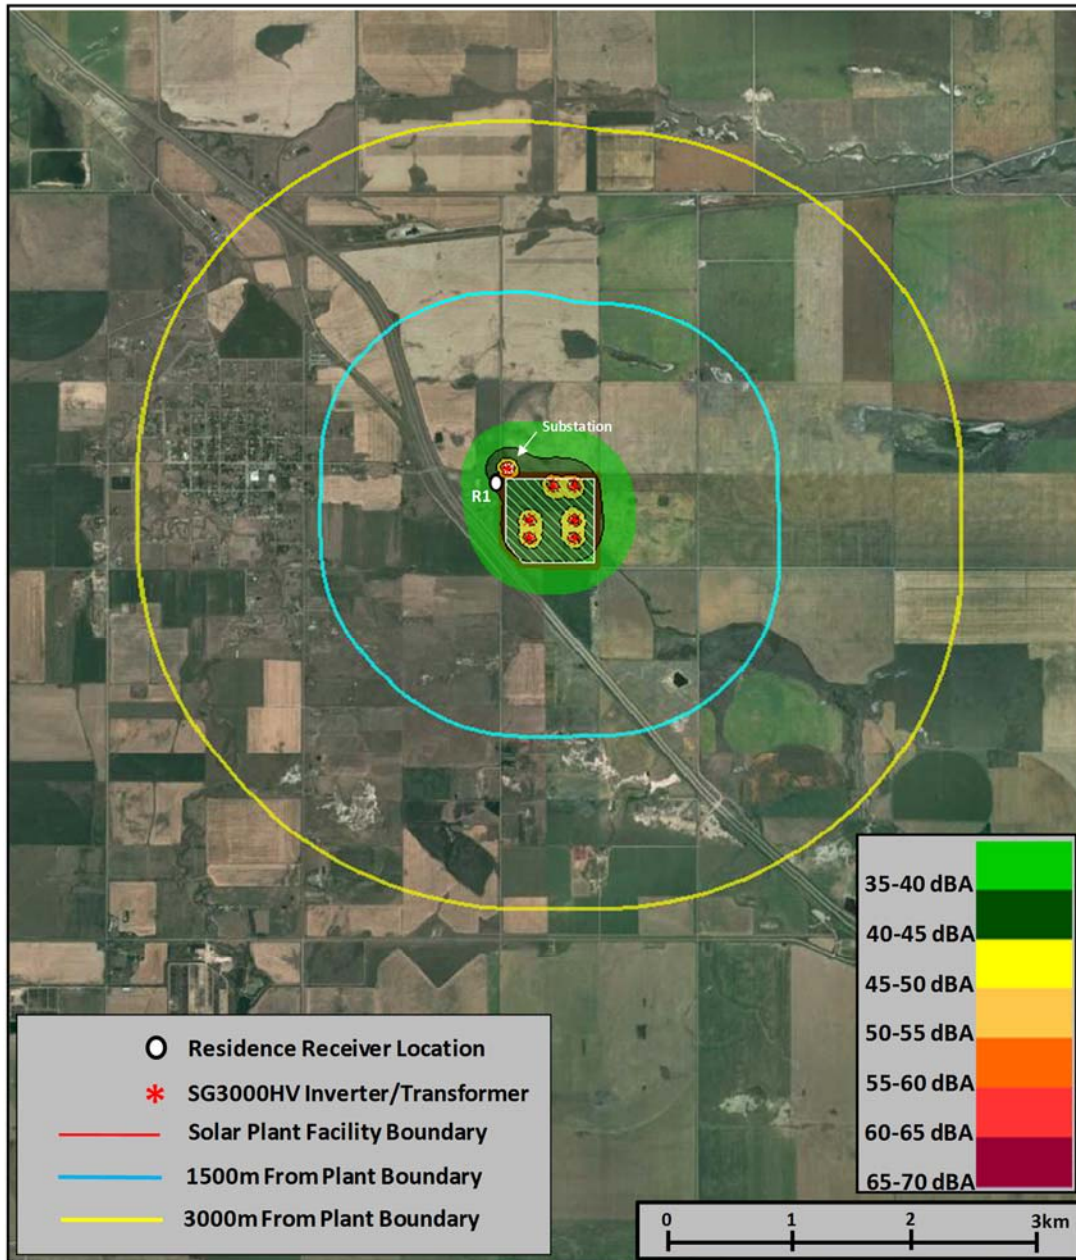 Substation
R1
35-40 dBA
40-45 dBA
45-50 dBA
50-55 dBA
55-60 dBA
60-65 dBA
65-70 dBA
Residence Receiver Location
SG3000HV Inverter/Transformer
Solar Plant Facility Boundary
1500m From Plant Boundary
3000m From Plant Boundary
0 1 2 3km